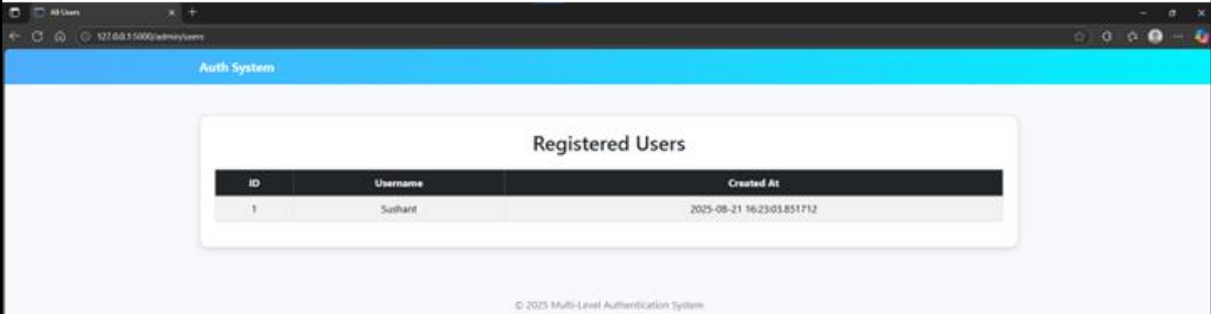 All Users
127.0.0.1:5000/admin/users
Auth System
Registered Users
ID Username Created At
1 Sushant 2025-08-21 16:23:03.851712
© 2025 Multi-Level Authentication System